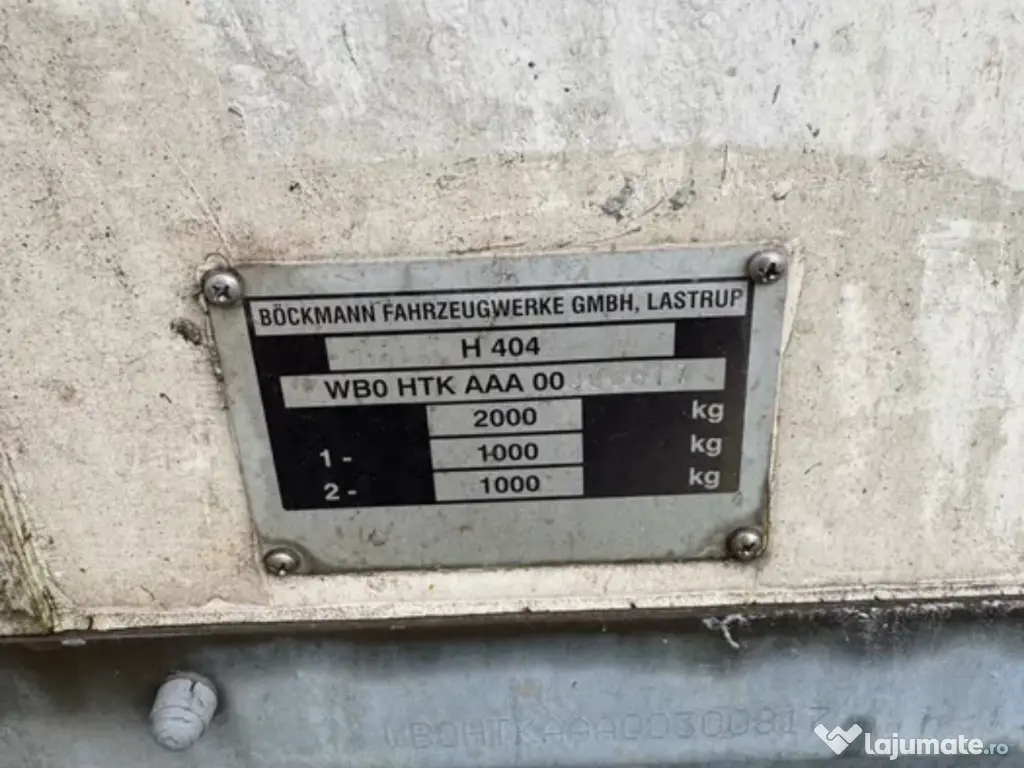 BÖCKMANN FAHRZEUGWERKE GMBH, LASTRUP
H 404
WB0 HTK AAA 00
2000 kg
1- 1000 kg
2- 1000 kg
WB0HTKAAA00300817
lajumate.ro